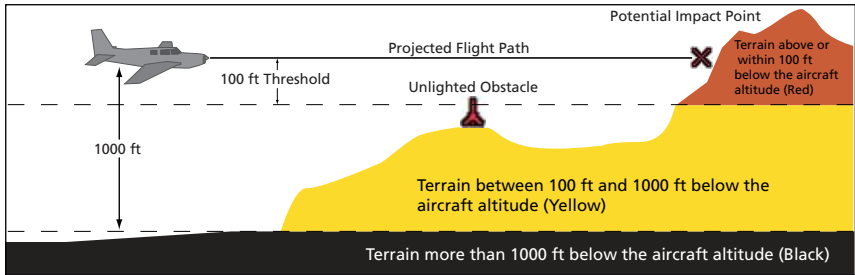 Potential Impact Point
Projected Flight Path
Terrain above or
within 100 ft
below the aircraft
altitude (Red)
100 ft Threshold
Unlighted Obstacle
1000 ft
Terrain between 100 ft and 1000 ft below the
aircraft altitude (Yellow)
Terrain more than 1000 ft below the aircraft altitude (Black)